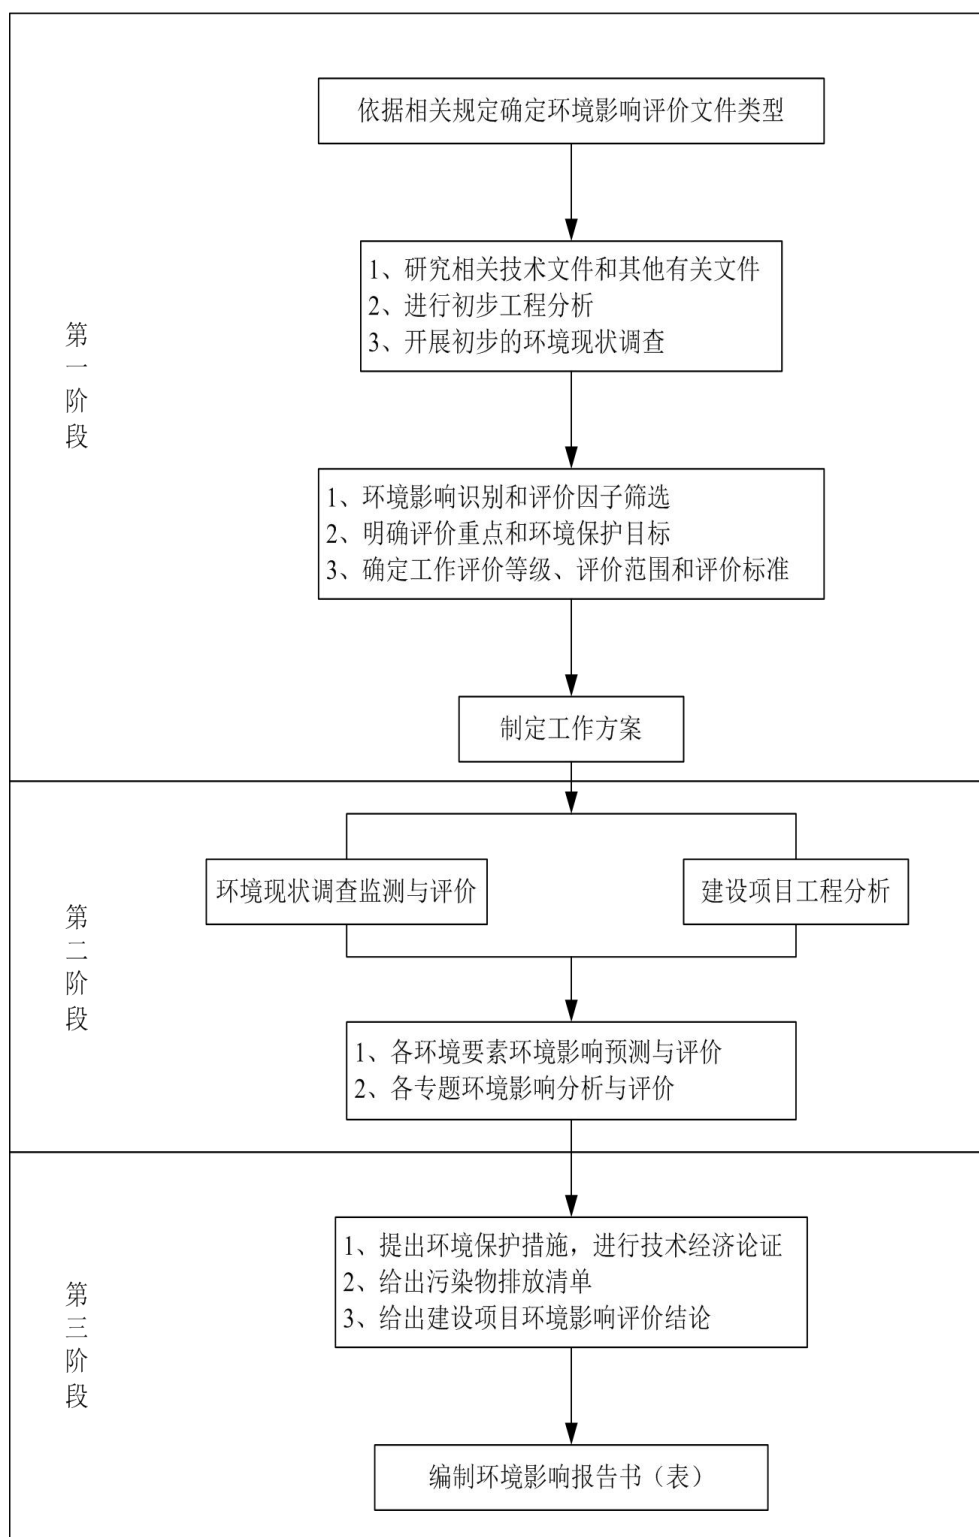 依据相关规定确定环境影响评价文件类型
1、研究相关技术文件和其他有关文件
2、进行初步工程分析
3、开展初步的环境现状调查
第一阶段
1、环境影响识别和评价因子筛选
2、明确评价重点和环境保护目标
3、确定工作评价等级、评价范围和评价标准
制定工作方案
环境现状调查监测与评价
建设项目工程分析
第二阶段
1、各环境要素环境影响预测与评价
2、各专题环境影响分析与评价
1、提出环境保护措施，进行技术经济论证
2、给出污染物排放清单
3、给出建设项目环境影响评价结论
第三阶段
编制环境影响报告书（表）